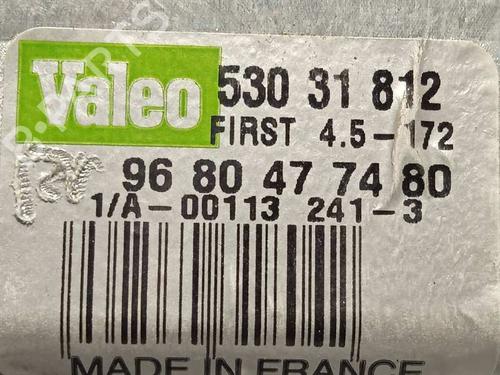 Valeo
530 31 812
FIRST 4.5-172
96 80 47 74 80
1/A-00113 241-3
MADE IN FRANCE